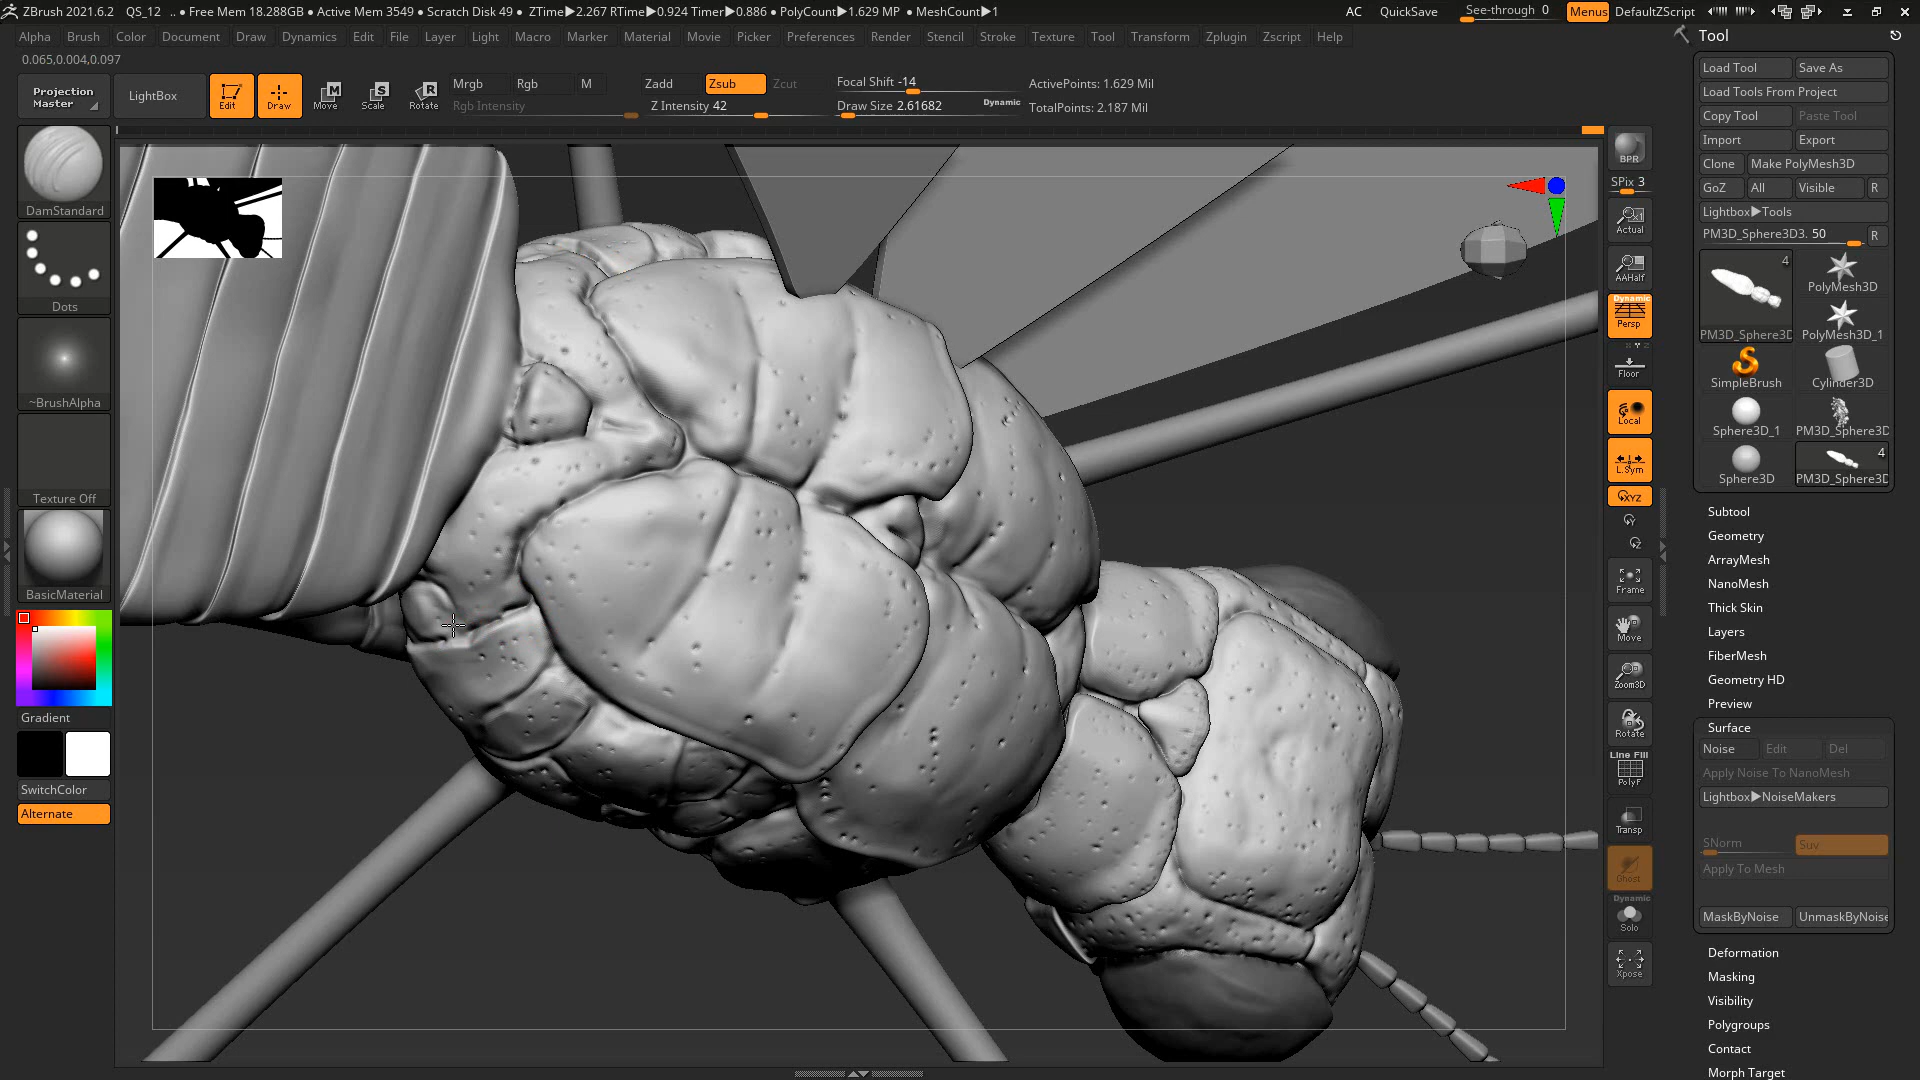 ZBrush 2021.6.2 QS_12 .. • Free Mem 18.288GB • Active Mem 3549 • Scratch Disk 49 • ZTime▶2.267 RTime▶0.924 Timer▶0.886 • PolyCount▶1.629 MP • MeshCount▶1 AC QuickSave See-through 0 Menus DefaultZScript
Alpha Brush Color Document Draw Dynamics Edit File Layer Light Macro Marker Material Movie Picker Preferences Render Stencil Stroke Texture Tool Transform Zplugin Zscript Help
Tool
0.065,0.004,0.097
Projection Master
LightBox
Edit
Draw
M Move
S Scale
R Rotate
Mrgb Rgb M
Rgb Intensity
Zadd Zsub Zcut
Z Intensity 42
Focal Shift -14
Draw Size 2.61682 Dynamic
ActivePoints: 1.629 Mil
TotalPoints: 2.187 Mil
DamStandard
Dots
~BrushAlpha
Texture Off
BasicMaterial
Gradient
SwitchColor
Alternate
BPR
SPix 3
Actual
AAHalf
Dynamic
Persp
Floor
Local
L.Sym
XYZ
Y
Z
Frame
Move
Zoom3D
Rotate
Line Fill
PolyF
Transp
Ghost
Dynamic
Solo
Xpose
Load Tool Save As
Load Tools From Project
Copy Tool Paste Tool
Import Export
Clone Make PolyMesh3D
GoZ All Visible R
Lightbox▶Tools
PM3D_Sphere3D3. 50 R
4
PM3D_Sphere3D
PolyMesh3D
PolyMesh3D_1
SimpleBrush Cylinder3D
Sphere3D_1 PM3D_Sphere3D
4
Sphere3D PM3D_Sphere3D
Subtool
Geometry
ArrayMesh
NanoMesh
Thick Skin
Layers
FiberMesh
Geometry HD
Preview
Surface
Noise Edit Del
Apply Noise To NanoMesh
Lightbox▶NoiseMakers
SNorm Suv
Apply To Mesh
MaskByNoise UnmaskByNoise
Deformation
Masking
Visibility
Polygroups
Contact
Morph Target